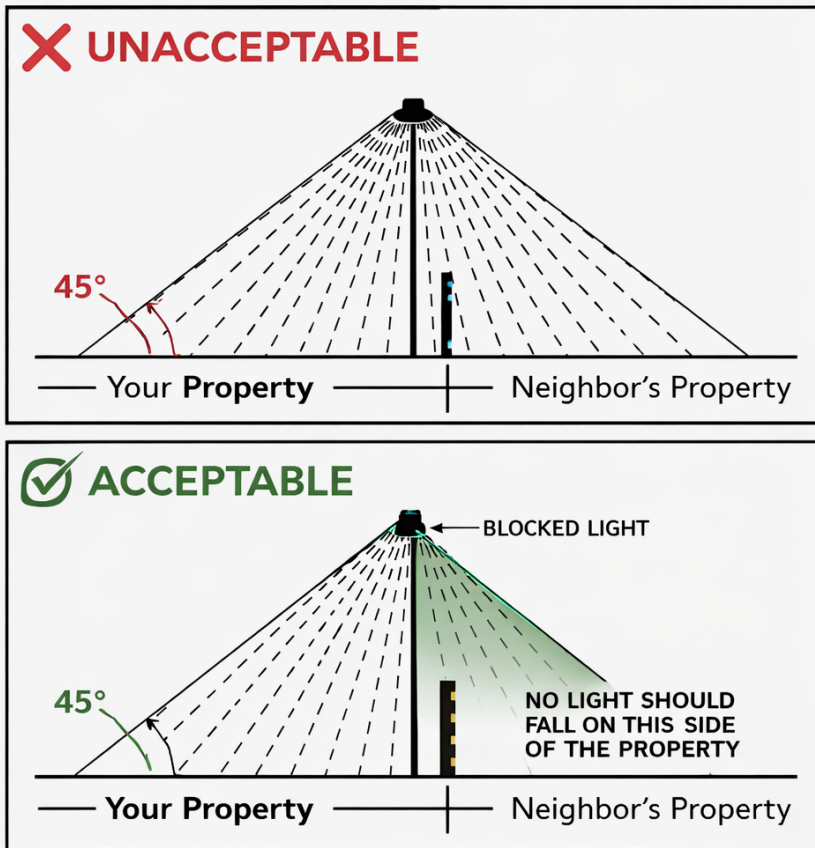 UNACCEPTABLE
45°
Your Property Neighbor’s Property
ACCEPTABLE
BLOCKED LIGHT
45°
NO LIGHT SHOULD
FALL ON THIS SIDE
OF THE PROPERTY
Your Property Neighbor’s Property